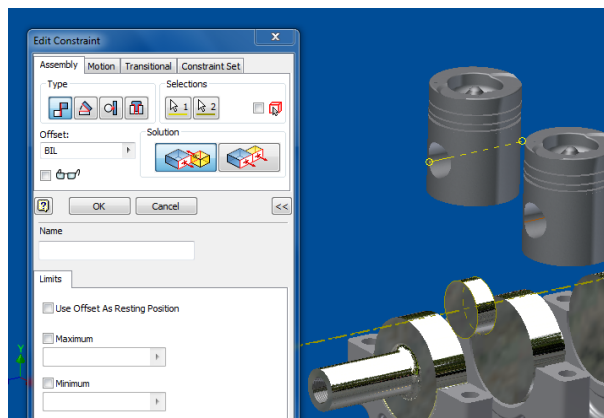 Edit Constraint
Assembly Motion Transitional Constraint Set
Type Selections
1 2
Offset: Solution
BIL
OK Cancel <<
Name
Limits
Use Offset As Resting Position
Maximum
Minimum
Y